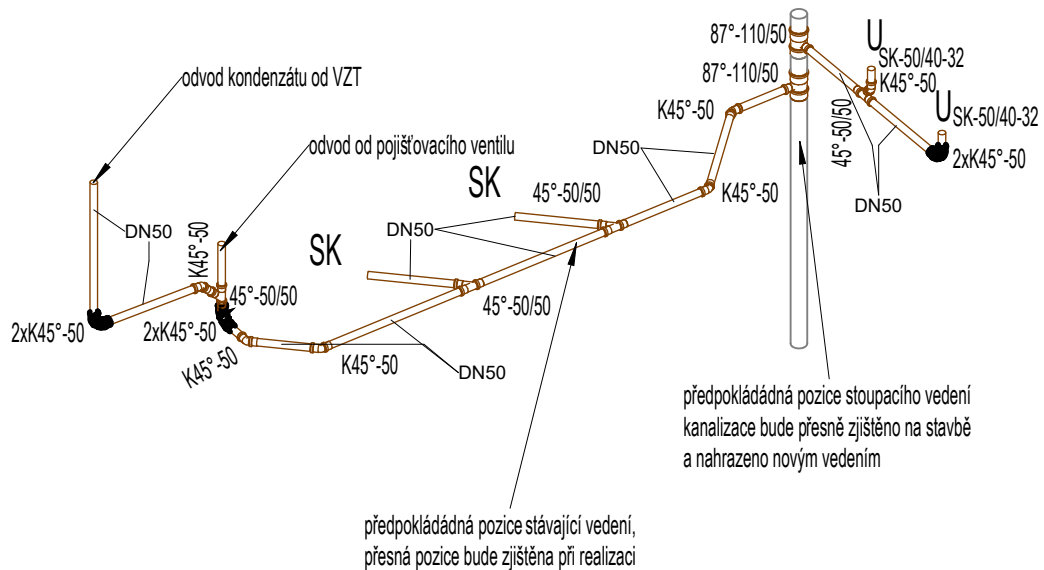 87°-110/50
U
SK-50/40-32
87°-110/50
K45°-50
U
SK-50/40-32
odvod kondenzátu od VZT
K45°-50
45°-50/50
2xK45°-50
odvod od pojišťovacího ventilu
DN50
SK
45°-50/50
K45°-50
DN50
DN50
DN50
K45°-50
SK
DN50
45°-50/50
45°-50/50
2xK45°-50
2xK45°-50
K45°-50
K45°-50
DN50
předpokládádná pozice stoupacího vedení
kanalizace bude přesně zjištěno na stavbě
a nahrazeno novým vedením
předpokládádná pozice stávající vedení,
přesná pozice bude zjištěna při realizaci